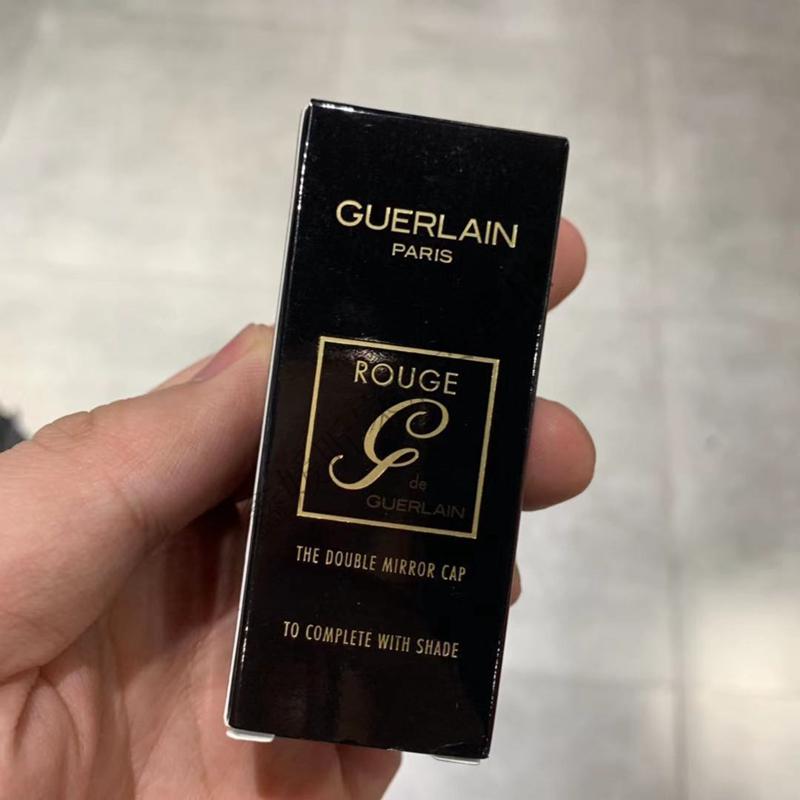 GUERLAIN
PARIS
ROUGE
G
de
GUERLAIN
THE DOUBLE MIRROR CAP
TO COMPLETE WITH SHADE